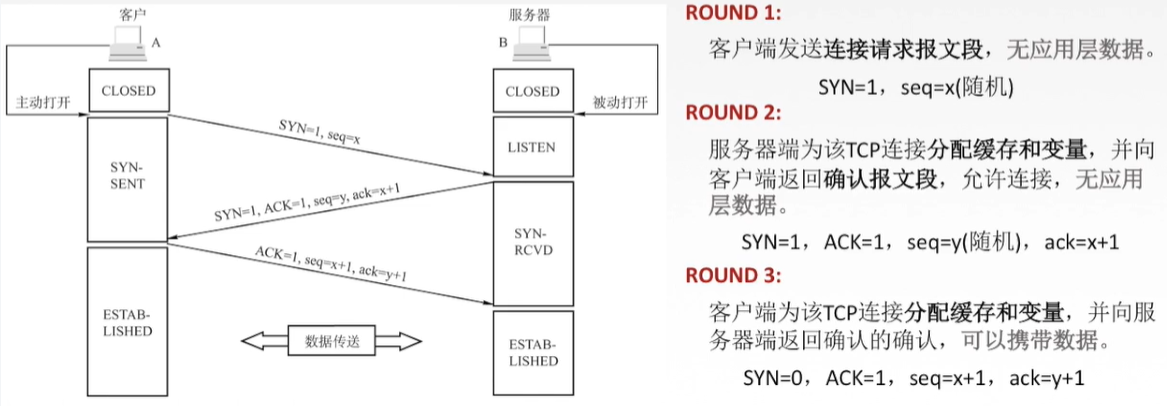 客户
A
服务器
B
主动打开
被动打开
CLOSED
CLOSED
SYN=1, seq=x
SYN-
SENT
LISTEN
SYN=1, ACK=1, seq=y, ack=x+1
SYN-
RCVD
ACK=1, seq=x+1, ack=y+1
ESTAB-
LISHED
数据传送
ESTAB-
LISHED
ROUND 1:
客户端发送连接请求报文段，无应用层数据。
SYN=1，seq=x(随机)
ROUND 2:
服务器端为该TCP连接分配缓存和变量，并向
客户端返回确认报文段，允许连接，无应用
层数据。
SYN=1，ACK=1，seq=y(随机)，ack=x+1
ROUND 3:
客户端为该TCP连接分配缓存和变量，并向服
务器端返回确认的确认，可以携带数据。
SYN=0，ACK=1，seq=x+1，ack=y+1